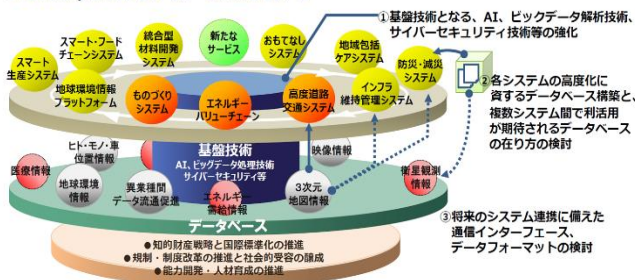 ①基盤技術となる、AI、ビックデータ解析技術、
サイバーセキュリティ技術等の強化
スマート・フード
チェーンシステム
統合型
材料開発シ
ステム
新たな
サービス
おもてなしシ
ステム
地域包括
ケアシステム
防災・減災
システム
スマート
生産システム
地球環境情報
プラットフォーム
ものづくり
システム
エネルギー
バリューチェーン
高度道路
交通システム
インフラ
維持管理システム
②各システムの高度化に
資するデータベース構築と、
複数システム間で利活用
が期待されるデータベース
の在り方の検討
ヒト・モノ・車
位置情報
基盤技術
AI、ビッグデータ処理技術
サイバーセキュリティ等
映像情報
医療情報
地球環境
情報
異業種間
データ流通促進
エネルギー
需給情報
3次元
地図情報
衛星観測
情報
データベース
③将来のシステム連携に備えた
通信インターフェース、
データフォーマットの検討
●知的財産戦略と国際標準化の推進
●規制・制度改革の推進と社会的受容の醸成
●能力開発・人材育成の推進